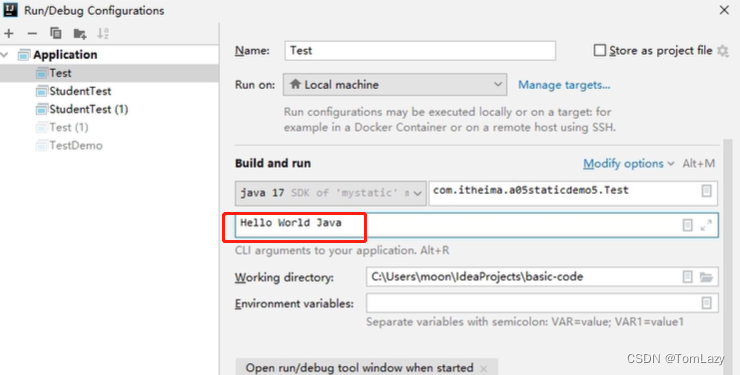 Run/Debug Configurations
Application
Test
StudentTest
StudentTest (1)
Test (1)
TestDemo
Name: Test Store as project file
Run on: Local machine Manage targets...
Run configurations may be executed locally or on a target: for
example in a Docker Container or on a remote host using SSH.
Build and run Modify options Alt+M
java 17 SDK of 'mystatic' com.itheima.a05staticdemo5.Test
Hello World Java
CLI arguments to your application. Alt+R
Working directory: C:\Users\moon\IdeaProjects\basic-code
Environment variables:
Separate variables with semicolon: VAR=value; VAR1=value1
Open run/debug tool window when started
CSDN @TomLazy